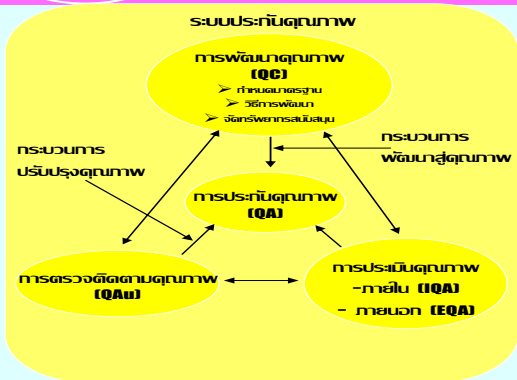 ระบบประกันคุณภาพ
การพัฒนาคุณภาพ
(QC)
➢ กำหนดมาตรฐาน
➢ วิธีการพัฒนา
➢ จัดทรัพยากรสนับสนุน
กระบวนการ
ปรับปรุงคุณภาพ
กระบวนการ
พัฒนาสู่คุณภาพ
การประกันคุณภาพ
(QA)
การตรวจติดตามคุณภาพ
(QAu)
การประเมินคุณภาพ
-ภายใน (IQA)
- ภายนอก (EQA)